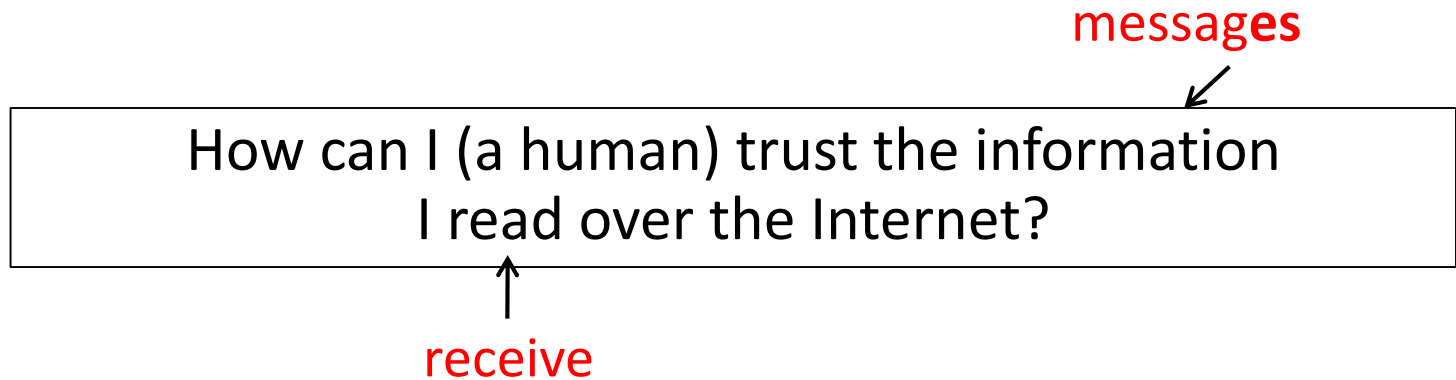 messages
How can I (a human) trust the information
I read over the Internet?
receive